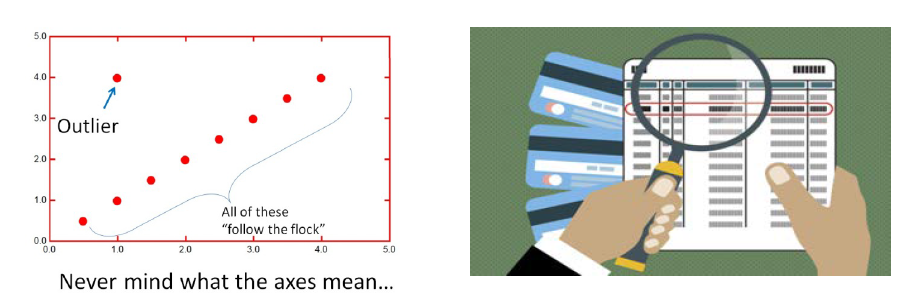 5.0
4.0
Outlier
3.0
2.0
1.0
All of these
“follow the flock”
0.0
0.0 1.0 2.0 3.0 4.0 5.0
Never mind what the axes mean...